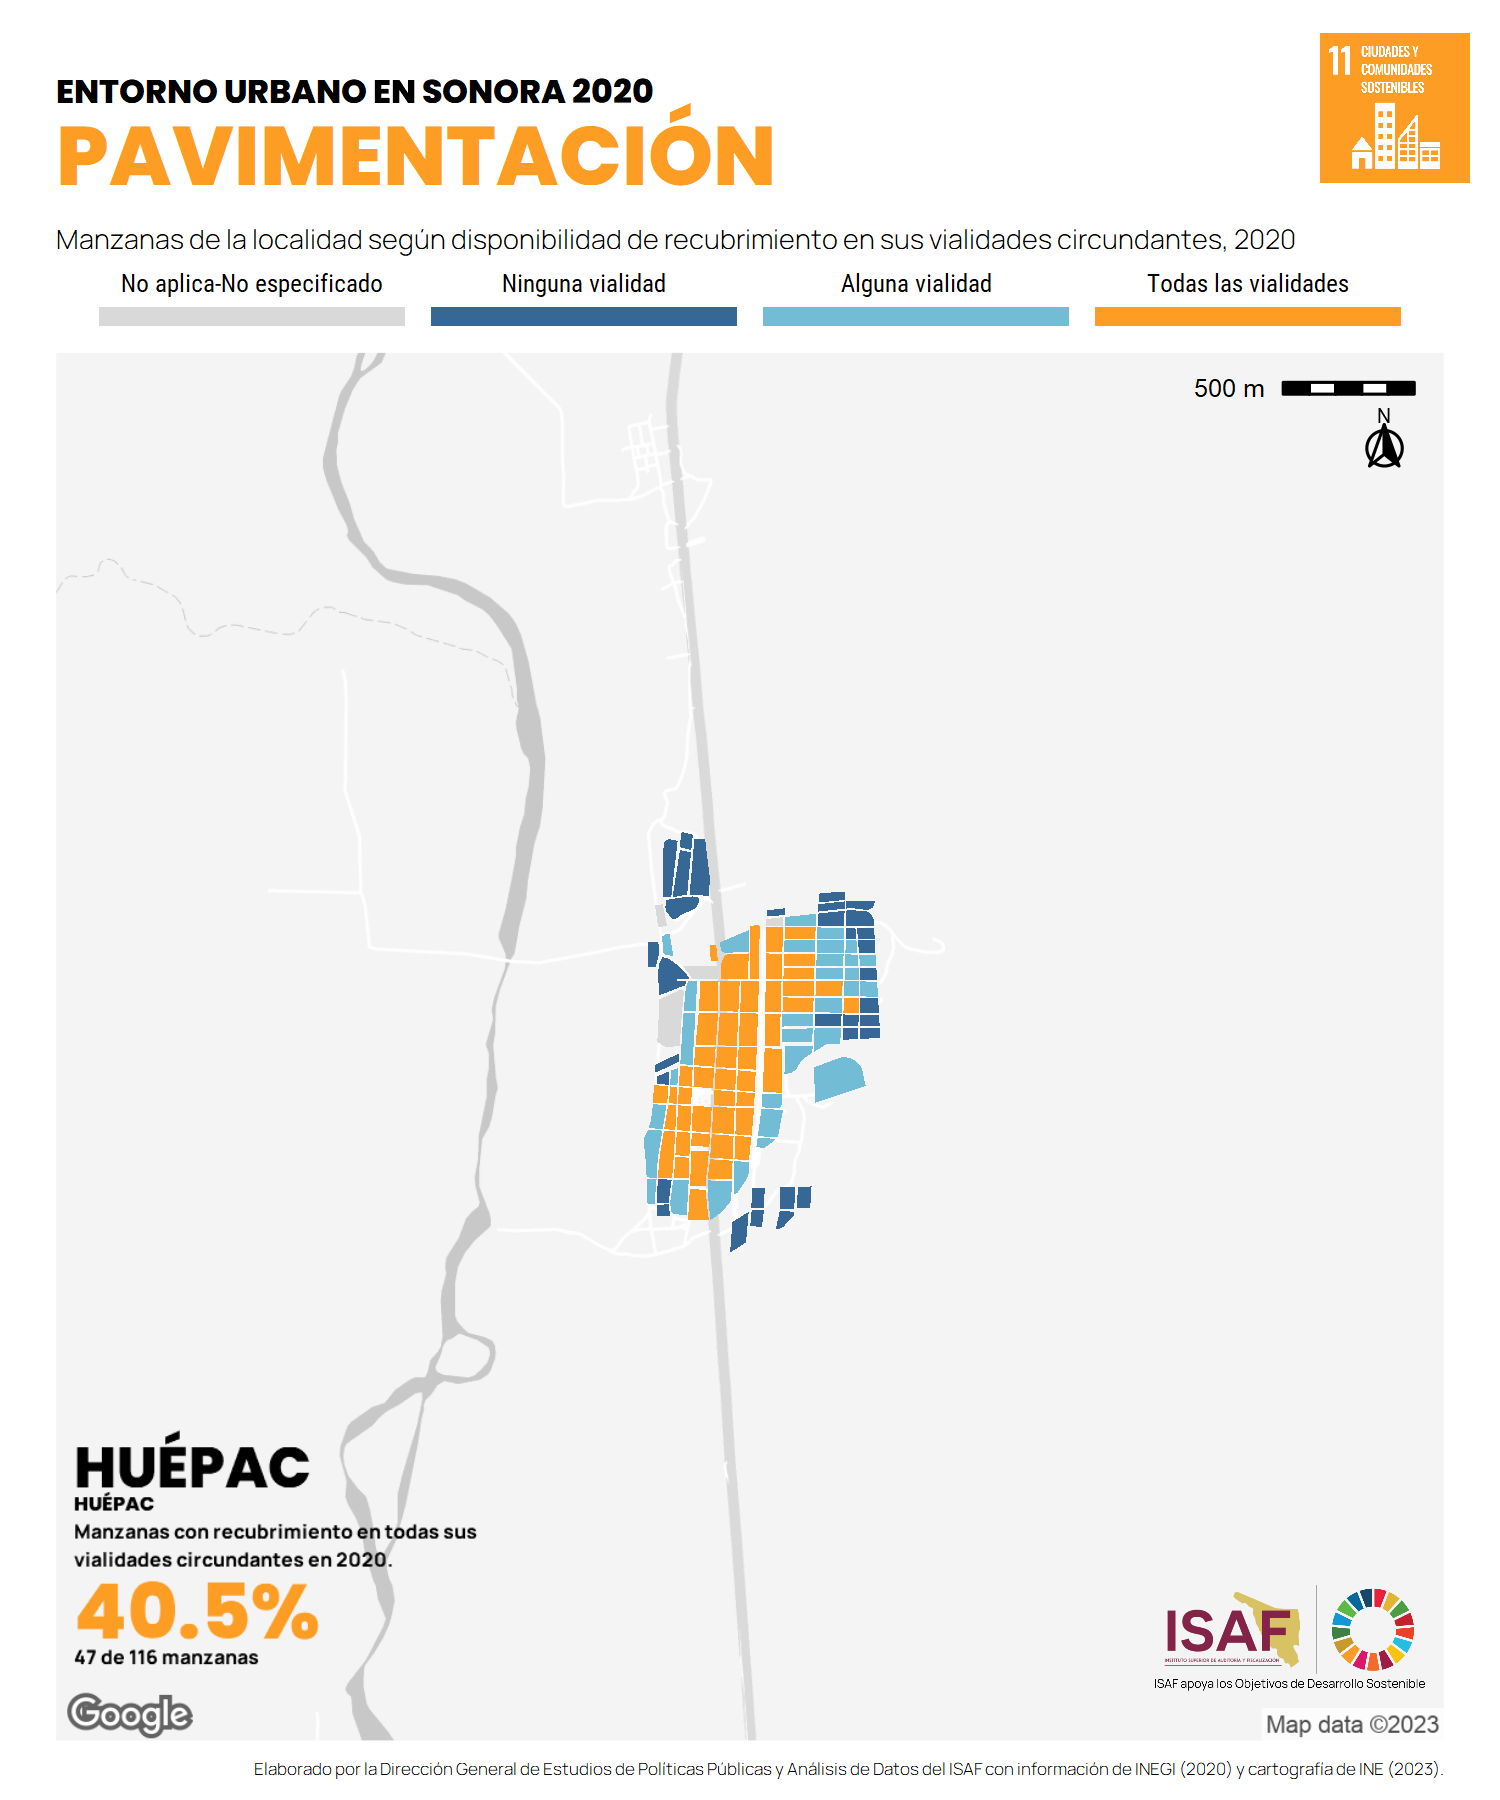 ENTORNO URBANO EN SONORA 2020
PAVIMENTACIÓN
11 CIUDADES Y
COMUNIDADES
SOSTENIBLES
Manzanas de la localidad según disponibilidad de recubrimiento en sus vialidades circundantes, 2020
No aplica-No especificado
Ninguna vialidad
Alguna vialidad
Todas las vialidades
500 m
N
HUÉPAC
HUÉPAC
Manzanas con recubrimiento en todas sus
vialidades circundantes en 2020.
40.5%
47 de 116 manzanas
Google
ISAF
INSTITUTO SUPERIOR DE AUDITORÍA Y FISCALIZACIÓN
ISAF apoya los Objetivos de Desarrollo Sostenible
Map data ©2023
Elaborado por la Dirección General de Estudios de Políticas Públicas y Análisis de Datos del ISAF con información de INEGI (2020) y cartografía de INE (2023).